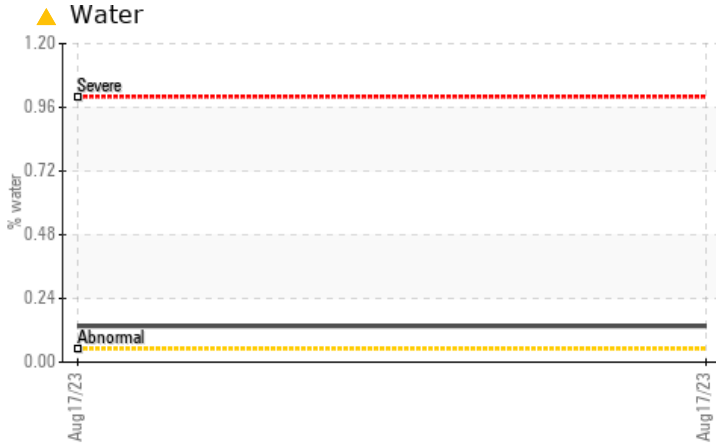 Water
1.20
Severe
0.96
0.72
% water
0.48
0.24
Abnormal
0.00
Aug17/23
Aug17/23